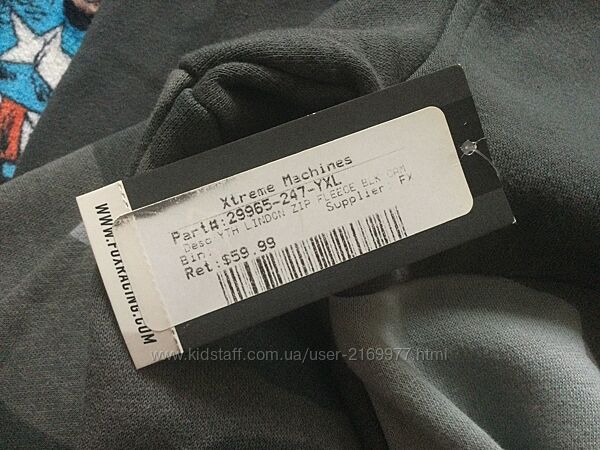 Xtreme Machines
Part#:29965-247-YXL
Desc YTH LINDON ZIP FLEECE BLK CAM
Bin: Supplier FX
Ret:$59.99
WWW.FOXRACING.COM
www.kidstaff.com.ua/user-2169977.html